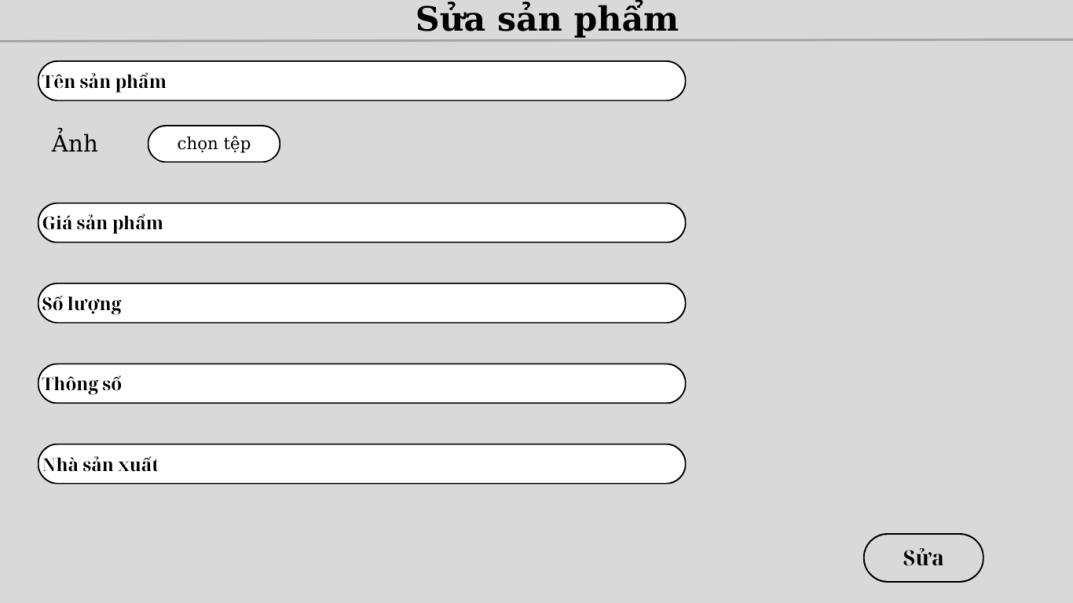 Sửa sản phẩm
Tên sản phẩm
Ảnh chọn tệp
Giá sản phẩm
Số lượng
Thông số
Nhà sản xuất
Sửa